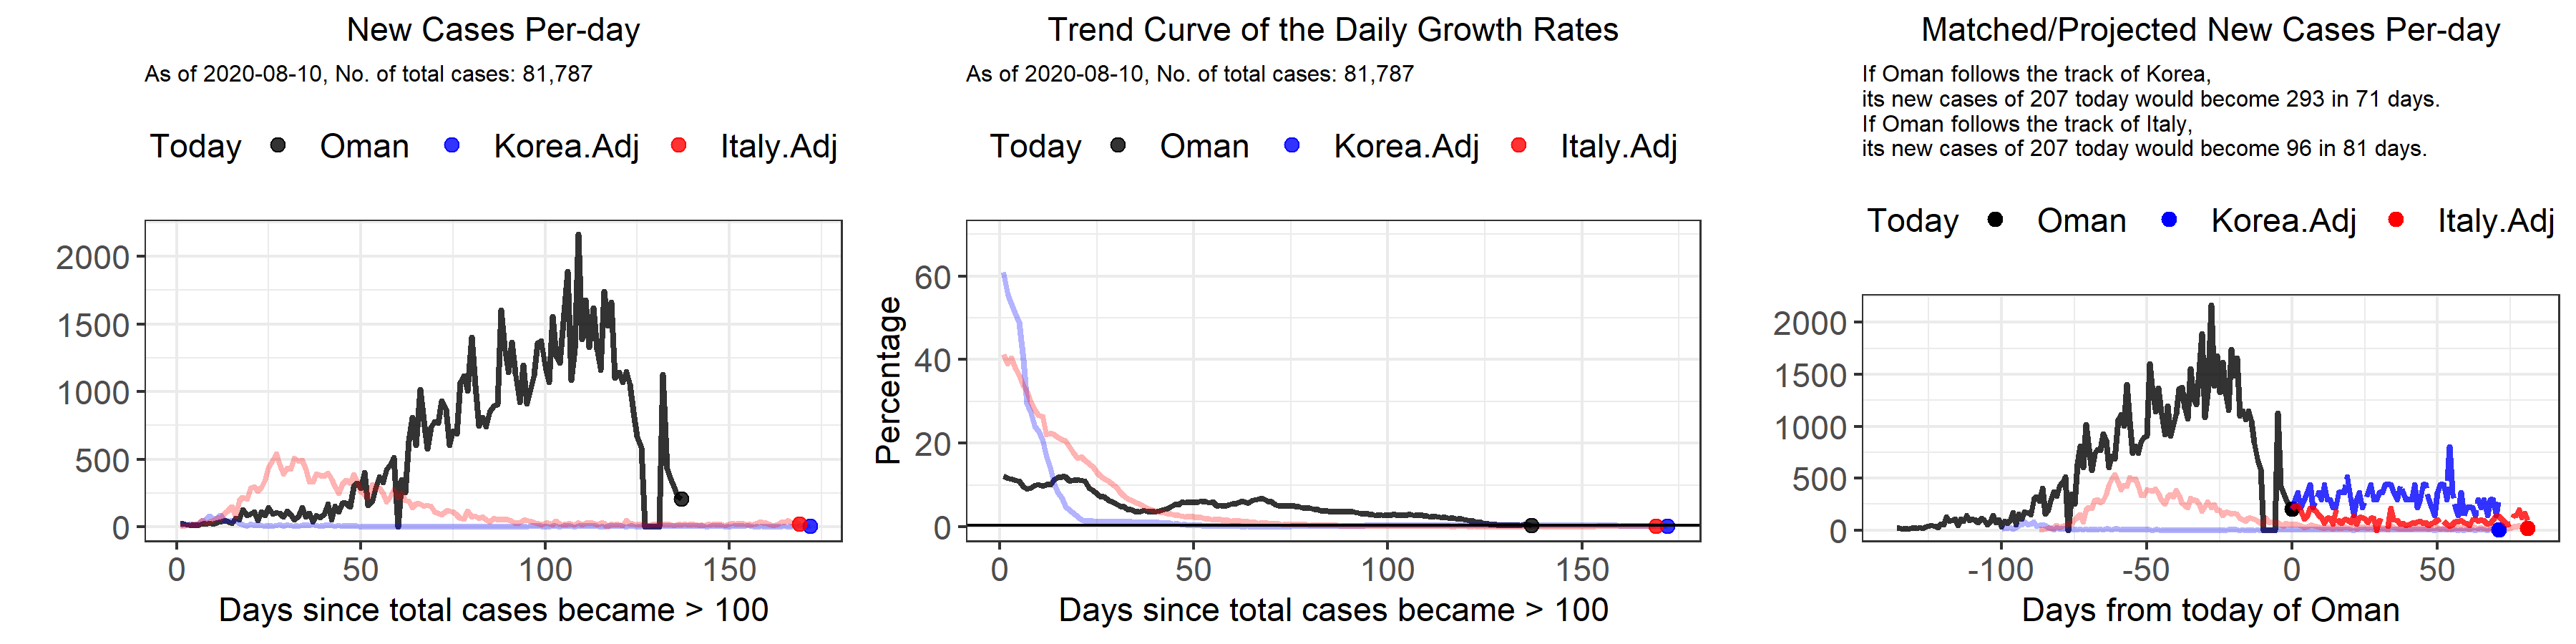 New Cases Per-day
As of 2020-08-10, No. of total cases: 81,787
Today Oman Korea.Adj Italy.Adj
2000
1500
1000
500
0
0 50 100 150
Days since total cases became > 100
Trend Curve of the Daily Growth Rates
As of 2020-08-10, No. of total cases: 81,787
Today Oman Korea.Adj Italy.Adj
Percentage
60
40
20
0
0 50 100 150
Days since total cases became > 100
Matched/Projected New Cases Per-day
If Oman follows the track of Korea,
its new cases of 207 today would become 293 in 71 days.
If Oman follows the track of Italy,
its new cases of 207 today would become 96 in 81 days.
Today Oman Korea.Adj Italy.Adj
2000
1500
1000
500
0
-100 -50 0 50
Days from today of Oman